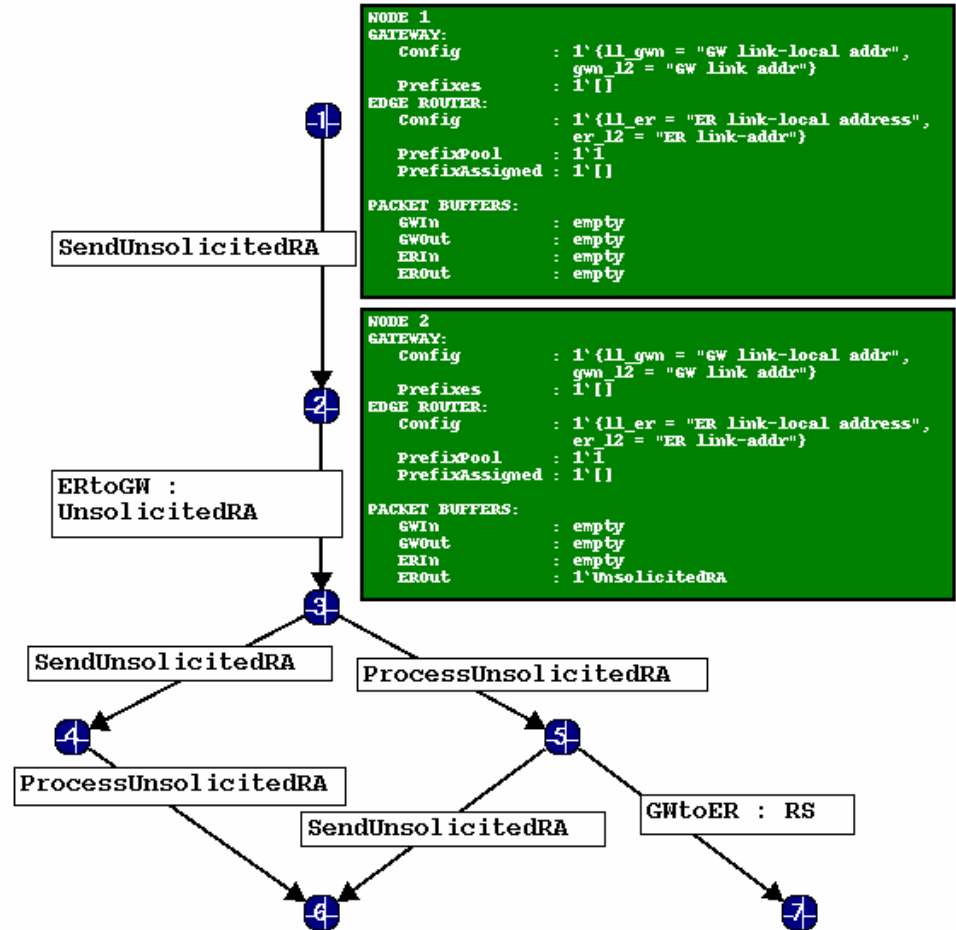 NODE 1
GATEWAY:
Config : 1`{ll_gwn = "GW link-local addr",
gwn_l2 = "GW link addr"}
Prefixes : 1`[]
EDGE ROUTER:
Config : 1`{ll_er = "ER link-local address",
er_l2 = "ER link-addr"}
PrefixPool : 1`1
PrefixAssigned : 1`[]
PACKET BUFFERS:
GWIn : empty
GWOut : empty
ERIn : empty
EROut : empty
1
SendUnsolicitedRA
NODE 2
GATEWAY:
Config : 1`{ll_gwn = "GW link-local addr",
gwn_l2 = "GW link addr"}
Prefixes : 1`[]
EDGE ROUTER:
Config : 1`{ll_er = "ER link-local address",
er_l2 = "ER link-addr"}
PrefixPool : 1`1
PrefixAssigned : 1`[]
PACKET BUFFERS:
GWIn : empty
GWOut : empty
ERIn : empty
EROut : 1`UnsolicitedRA
2
ERtoGW :
UnsolicitedRA
3
SendUnsolicitedRA
ProcessUnsolicitedRA
4
5
ProcessUnsolicitedRA
SendUnsolicitedRA
GWtoER : RS
6
7